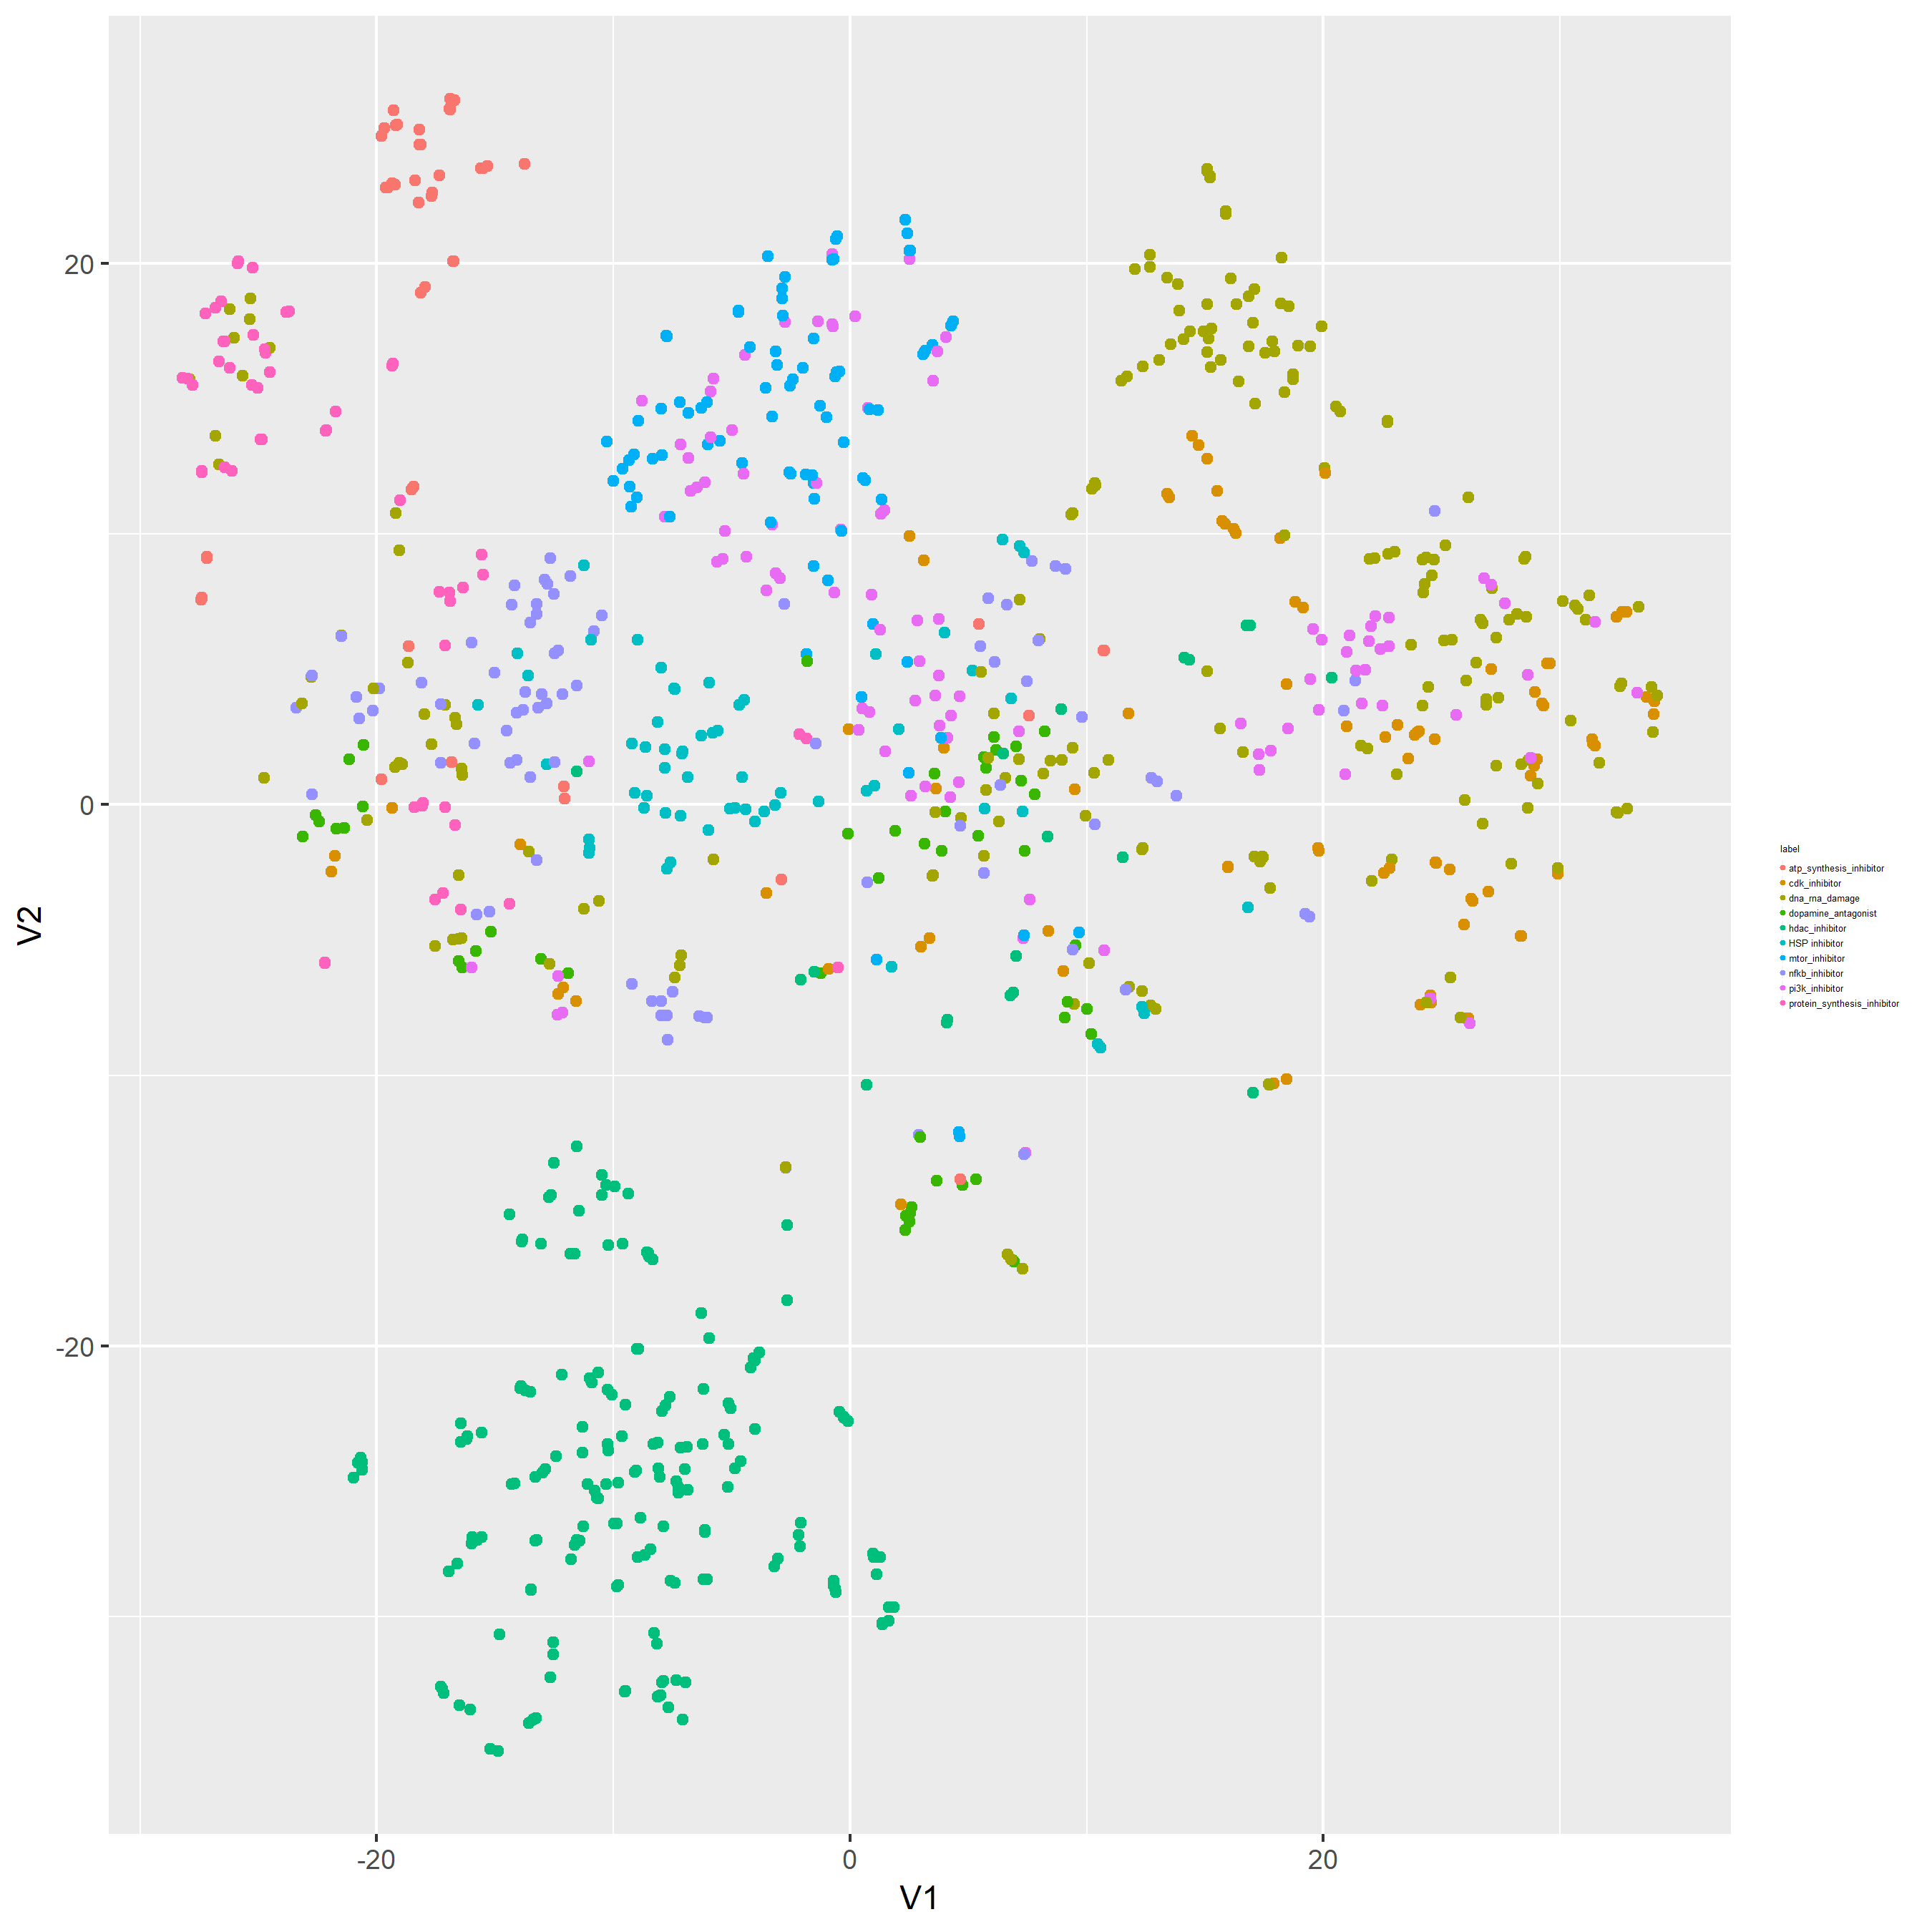 20
0
-20
V2
-20
0
20
V1
label
atp_synthesis_inhibitor
cdk_inhibitor
dna_rna_damage
dopamine_antagonist
hdac_inhibitor
HSP inhibitor
mtor_inhibitor
nfkb_inhibitor
pi3k_inhibitor
protein_synthesis_inhibitor